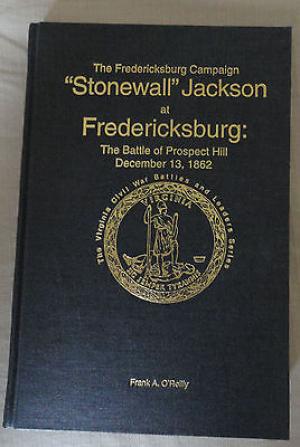 The Fredericksburg Campaign
"Stonewall" Jackson
at
Fredericksburg:
The Battle of Prospect Hill
December 13, 1862
The Virginia Civil War Battles and Leaders Series
VIRGINIA
SIC SEMPER TYRANNIS
Frank A. O'Reilly